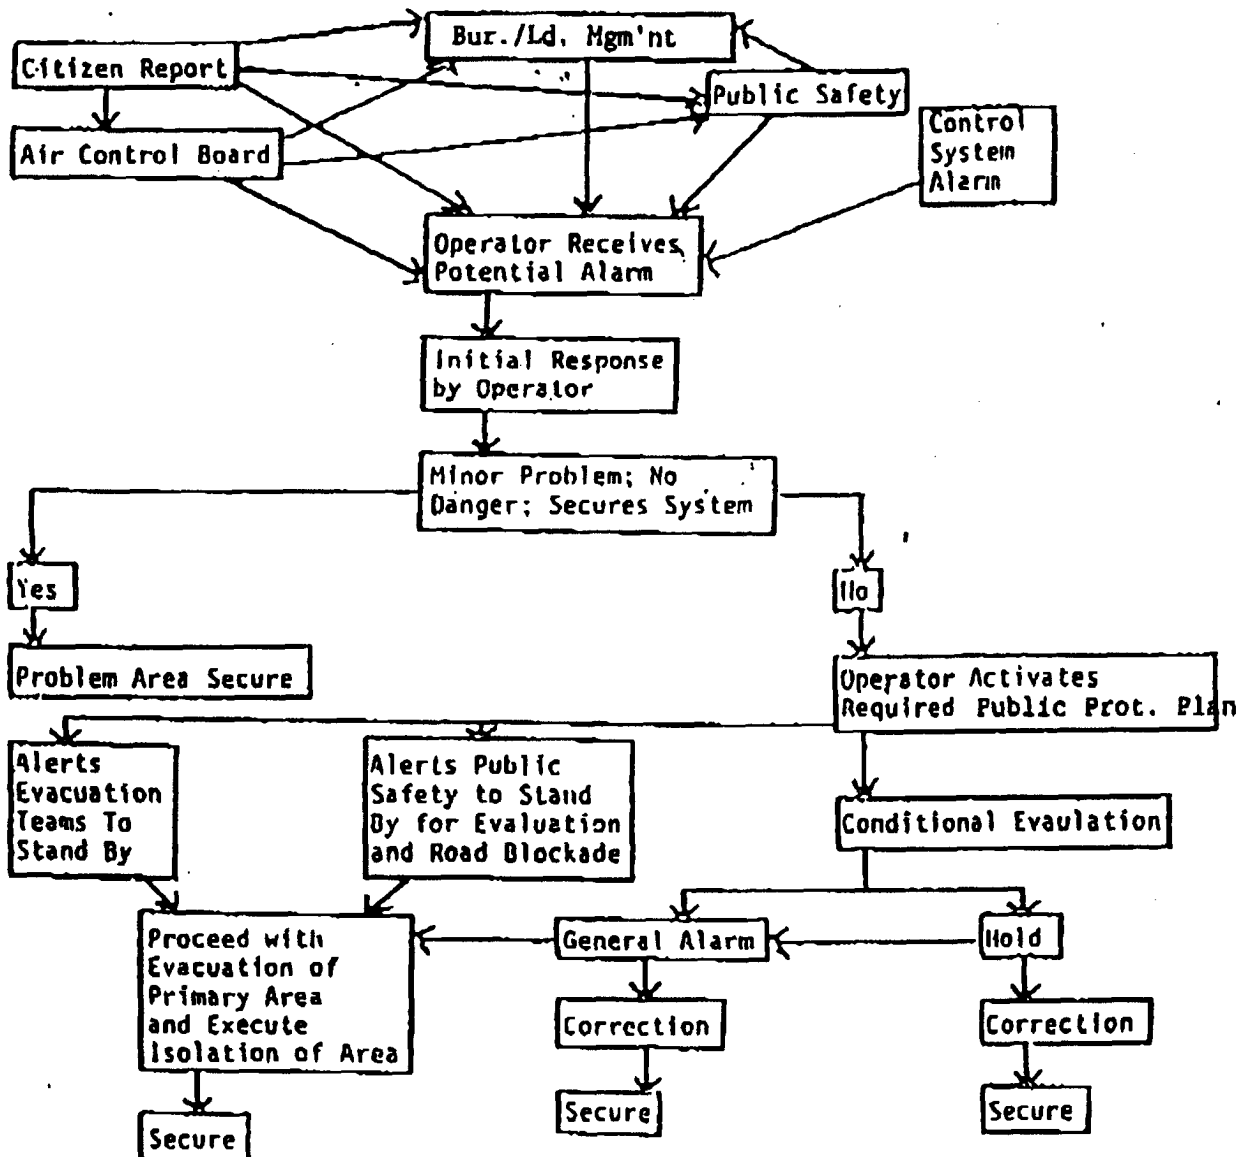 Bur./Ld. Mgm'nt
Citizen Report
Public Safety
Air Control Board
Control
System
Alarm
Operator Receives
Potential Alarm
Initial Response
by Operator
Minor Problem; No
Danger; Secures System
Yes
No
Problem Area Secure
Operator Activates
Required Public Prot. Plan
Alerts
Evacuation
Teams To
Stand By
Alerts Public
Safety to Stand
By for Evaluation
and Road Blockade
Conditional Evaulation
Proceed with
Evacuation of
Primary Area
and Execute
Isolation of Area
General Alarm
Hold
Correction
Correction
Secure
Secure
Secure